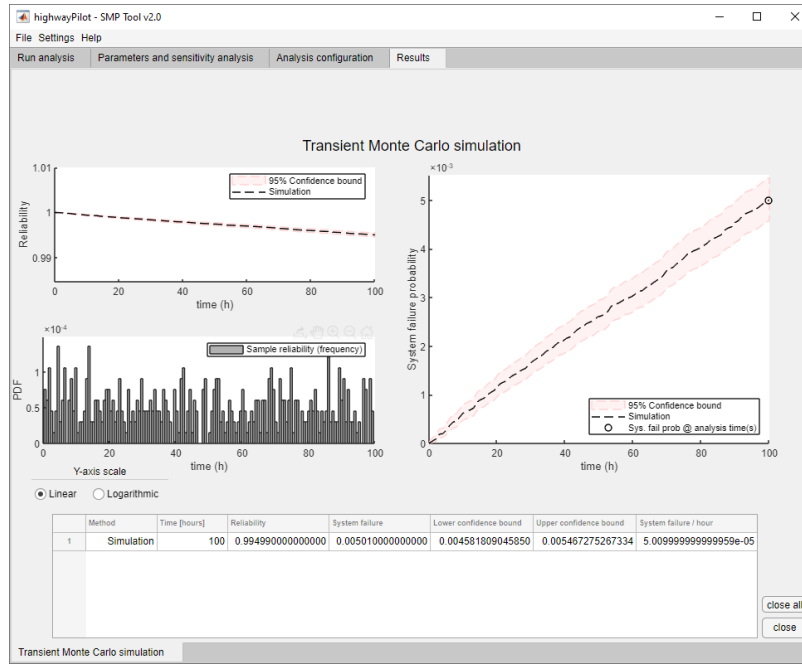 highwayPilot - SMP Tool v2.0
File Settings Help
Run analysis Parameters and sensitivity analysis Analysis configuration Results
Transient Monte Carlo simulation
1.01
1
0.99
Reliability
0 20 40 60 80 100
time (h)
95% Confidence bound
Simulation
×10⁻⁴
1
0.5
0
PDF
0 20 40 60 80 100
time (h)
Sample reliability (frequency)
×10⁻³
5
4
3
2
1
0
System failure probability
0 20 40 60 80 100
time (h)
95% Confidence bound
Simulation
Sys. fail prob @ analysis time(s)
Y-axis scale
Linear Logarithmic
Method Time [hours] Reliability System failure Lower confidence bound Upper confidence bound System failure / hour
1 Simulation 100 0.994990000000000 0.005010000000000 0.004581809045850 0.005467275267334 5.009999999999959e-05
close all
close
Transient Monte Carlo simulation